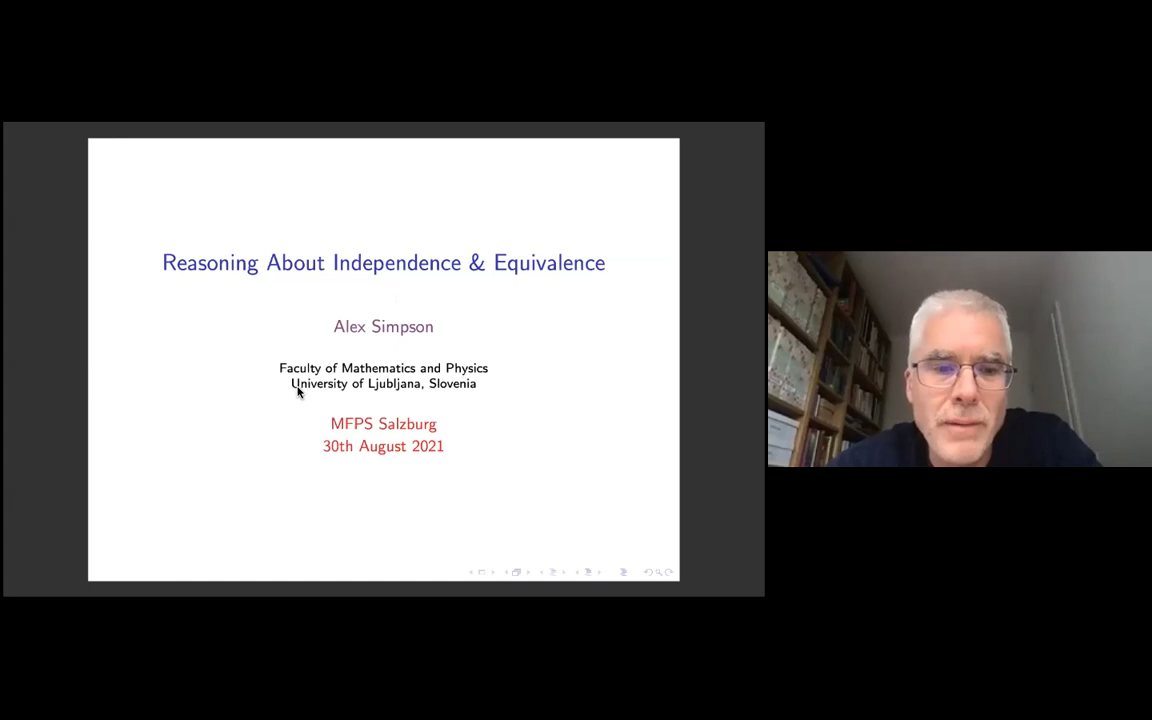 Reasoning About Independence & Equivalence
Alex Simpson
Faculty of Mathematics and Physics
University of Ljubljana, Slovenia
MFPS Salzburg
30th August 2021